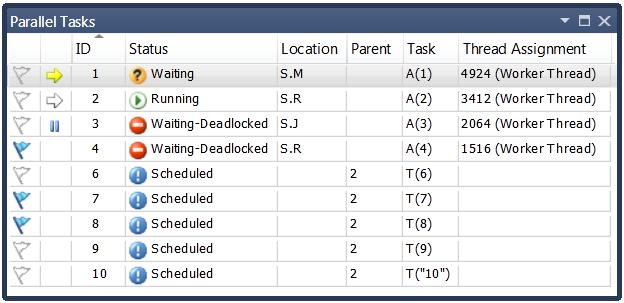 Parallel Tasks
ID Status Location Parent Task Thread Assignment
1 Waiting S.M A(1) 4924 (Worker Thread)
2 Running S.R A(2) 3412 (Worker Thread)
3 Waiting-Deadlocked S.J A(3) 2064 (Worker Thread)
4 Waiting-Deadlocked S.R A(4) 1516 (Worker Thread)
6 Scheduled 2 T(6)
7 Scheduled 2 T(7)
8 Scheduled 2 T(8)
9 Scheduled 2 T(9)
10 Scheduled 2 T("10")